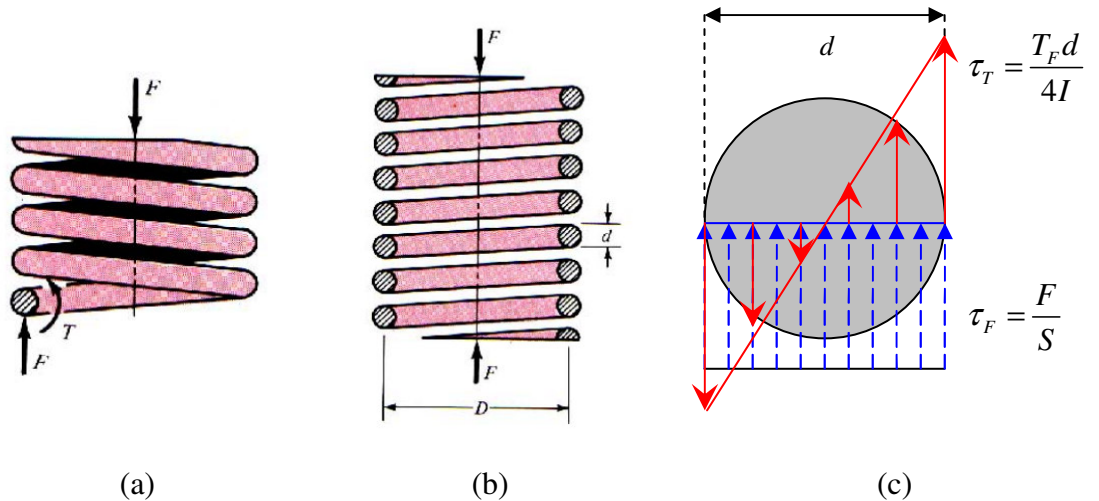 F
T
F
(a)
F
d
F
D
(b)
d
τ_T = T_F d / 4I
τ_F = F / S
(c)